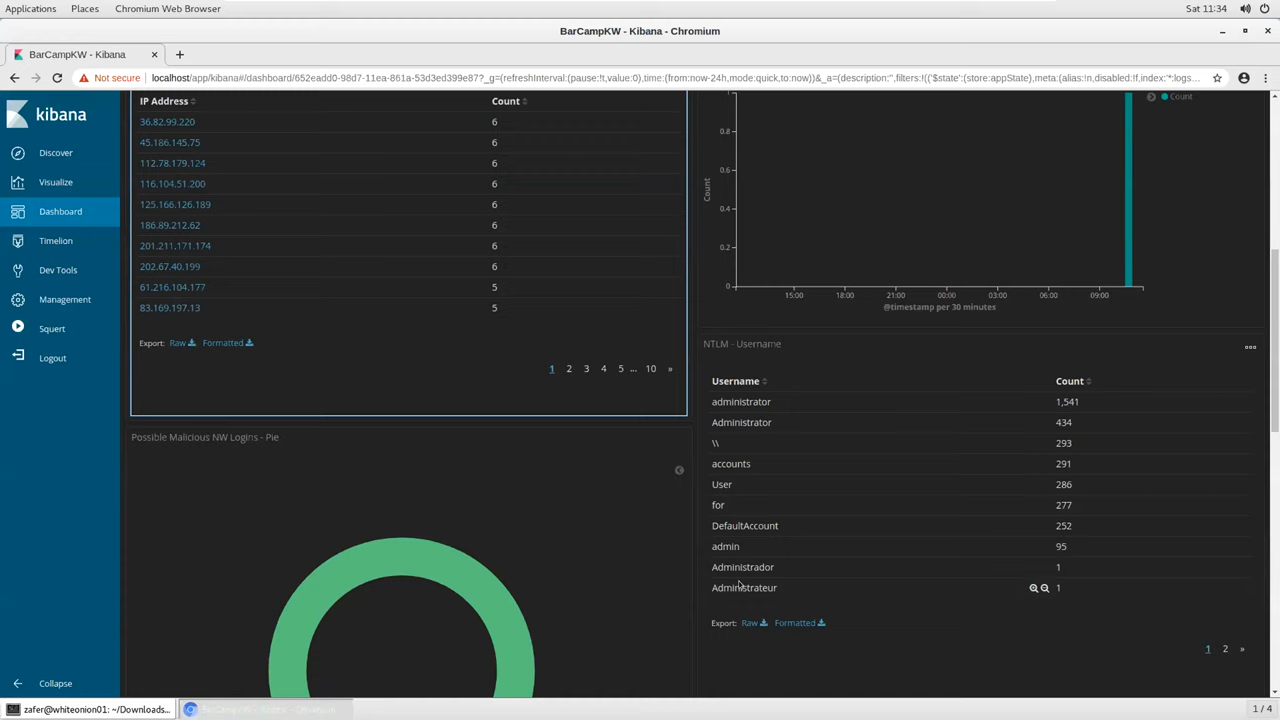 Applications Places Chromium Web Browser Sat 11:34
BarCampKW - Kibana - Chromium
BarCampKW - Kibana
Not secure localhost/app/kibana#/dashboard/652eadd0-98d7-11ea-861a-53d3ed399e87?_g=(refreshInterval:(pause:!t,value:0),time:(from:now-24h,mode:quick,to:now))&_a=(description:'',filters:!(('$state':(store:appState),meta:(alias:!n,disabled:!f,index:'*:logs...
kibana
Discover
Visualize
Dashboard
Timelion
Dev Tools
Management
Squert
Logout
Collapse
IP Address Count
36.82.99.220 6
45.186.145.75 6
112.78.179.124 6
116.104.51.200 6
125.166.126.189 6
186.89.212.62 6
201.211.171.174 6
202.67.40.199 6
61.216.104.177 5
83.169.197.13 5
Export: Raw Formatted
1 2 3 4 5 ... 10 »
Possible Malicious NW Logins - Pie
Count
1
0.8
0.6
0.4
0.2
0
Count
15:00 18:00 21:00 00:00 03:00 06:00 09:00
@timestamp per 30 minutes
NTLM - Username
Username Count
administrator 1,541
Administrator 434
\\ 293
accounts 291
User 286
for 277
DefaultAccount 252
admin 95
Administrador 1
Administrateur 1
Export: Raw Formatted
1 2 »
zafer@whiteonion01: ~/Downloads... BarCampKW - Kibana - Chromium 1 / 4